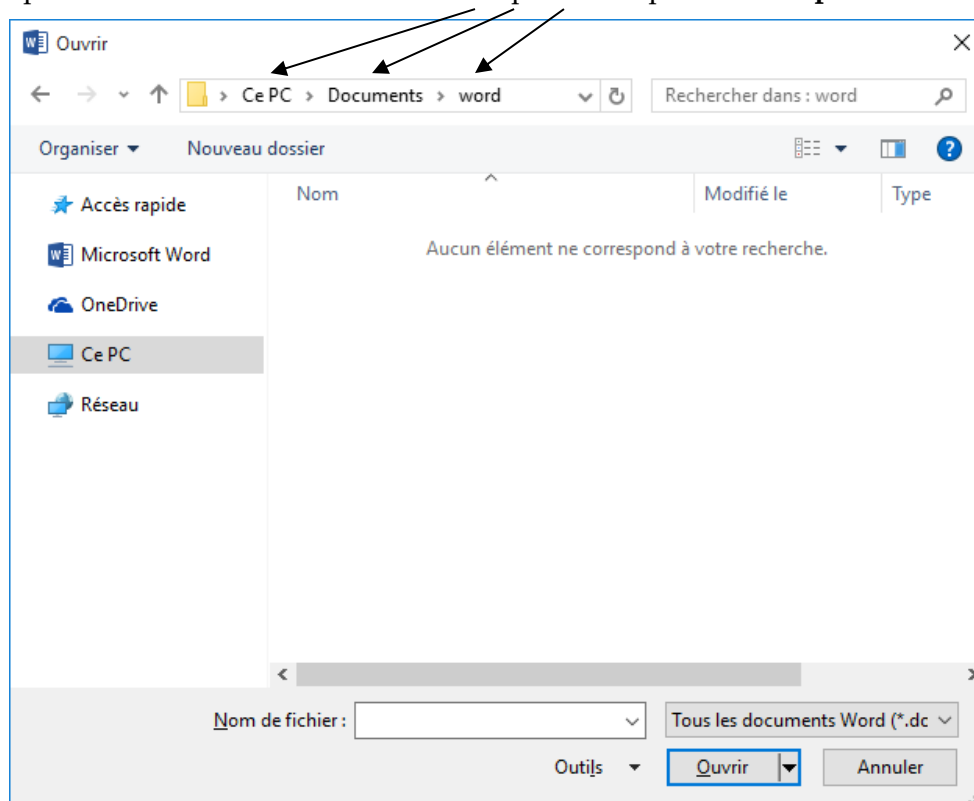 Ouvrir
Ce PC > Documents > word
Rechercher dans : word
Organiser
Nouveau dossier
Nom
Modifié le
Type
Accès rapide
Aucun élément ne correspond à votre recherche.
Microsoft Word
OneDrive
Ce PC
Réseau
Nom de fichier :
Tous les documents Word (*.dc
Outils
Ouvrir
Annuler